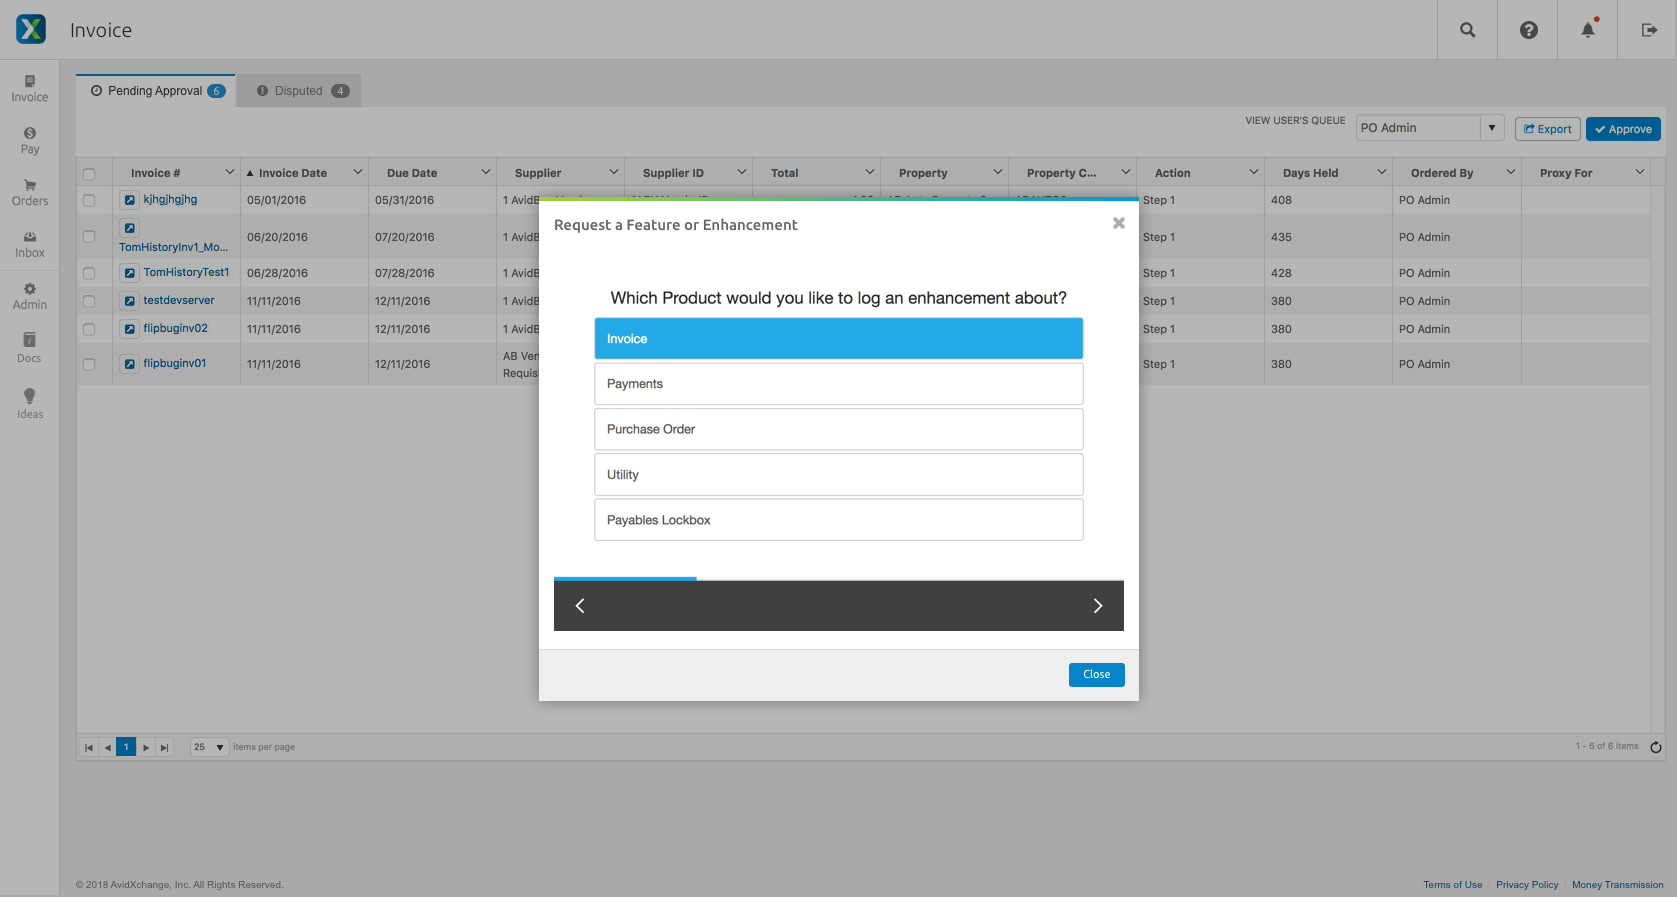 Invoice
Invoice
Pay
Orders
Inbox
Admin
Docs
Ideas
Pending Approval 6
Disputed 4
VIEW USER'S QUEUE PO Admin Export Approve
Invoice # Invoice Date Due Date Supplier Supplier ID Total Property Property C... Action Days Held Ordered By Proxy For
kjhgjhgjhg 05/01/2016 05/31/2016 1 AvidB Step 1 408 PO Admin
TomHistoryInv1_Mo... 06/20/2016 07/20/2016 1 AvidB Step 1 435 PO Admin
TomHistoryTest1 06/28/2016 07/28/2016 1 AvidB Step 1 428 PO Admin
testdevserver 11/11/2016 12/11/2016 1 AvidB Step 1 380 PO Admin
flipbuginv02 11/11/2016 12/11/2016 1 AvidB Step 1 380 PO Admin
flipbuginv01 11/11/2016 12/11/2016 AB Ven Step 1 380 PO Admin
Requis
Request a Feature or Enhancement
Which Product would you like to log an enhancement about?
Invoice
Payments
Purchase Order
Utility
Payables Lockbox
Close
1 25 items per page 1 - 6 of 6 items
© 2018 AvidXchange, Inc. All Rights Reserved. Terms of Use Privacy Policy Money Transmission